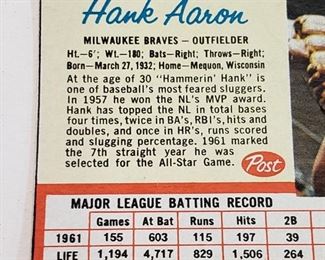 Hank Aaron
MILWAUKEE BRAVES – OUTFIELDER
Ht.–6'; Wt.–180; Bats–Right; Throws–Right;
Born–March 27, 1932; Home–Mequon, Wisconsin
At the age of 30 "Hammerin' Hank" is
one of baseball's most feared sluggers.
In 1957 he won the NL's MVP award.
Hank has topped the NL in total bases
four times, twice in BA's, RBI's, hits and
doubles, and once in HR's, runs scored
and slugging percentage. 1961 marked
the 7th straight year he was
selected for the All-Star Game.
Post
MAJOR LEAGUE BATTING RECORD
Games At Bat Runs Hits 2B
1961 155 603 115 197 39
LIFE 1,194 4,717 829 1,506 264